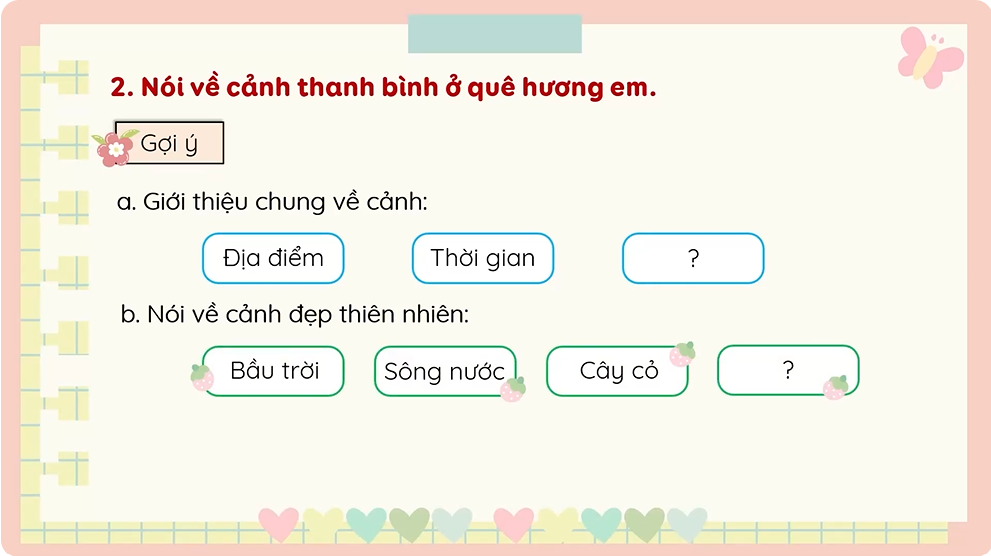 2. Nói về cảnh thanh bình ở quê hương em.
Gợi ý
a. Giới thiệu chung về cảnh:
Địa điểm Thời gian ?
b. Nói về cảnh đẹp thiên nhiên:
Bầu trời Sông nước Cây cỏ ?